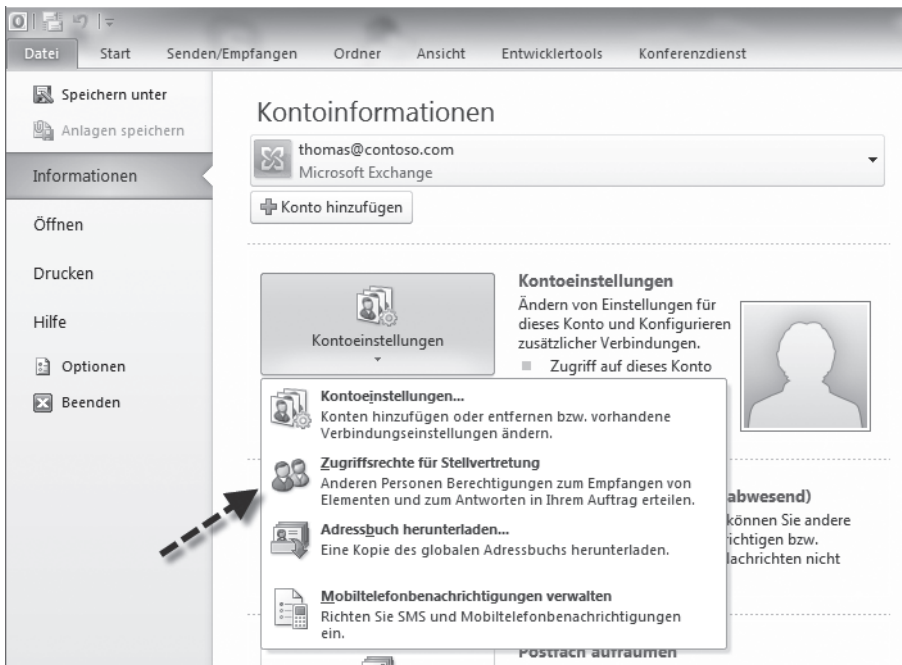 Datei Start Senden/Empfangen Ordner Ansicht Entwicklertools Konferenzdienst
Speichern unter
Anlagen speichern
Informationen
Öffnen
Drucken
Hilfe
Optionen
Beenden
Kontoinformationen
thomas@contoso.com
Microsoft Exchange
Konto hinzufügen
Kontoeinstellungen
Kontoeinstellungen
Ändern von Einstellungen für
dieses Konto und Konfigurieren
zusätzlicher Verbindungen.
Zugriff auf dieses Konto
Kontoeinstellungen...
Konten hinzufügen oder entfernen bzw. vorhandene
Verbindungseinstellungen ändern.
Zugriffsrechte für Stellvertretung
Anderen Personen Berechtigungen zum Empfangen von
Elementen und zum Antworten in Ihrem Auftrag erteilen.
Adressbuch herunterladen...
Eine Kopie des globalen Adressbuchs herunterladen.
Mobiltelefonbenachrichtigungen verwalten
Richten Sie SMS und Mobiltelefonbenachrichtigungen
ein.
abwesend)
können Sie andere
richtigen bzw.
lachrichten nicht
Postfach aufräumen